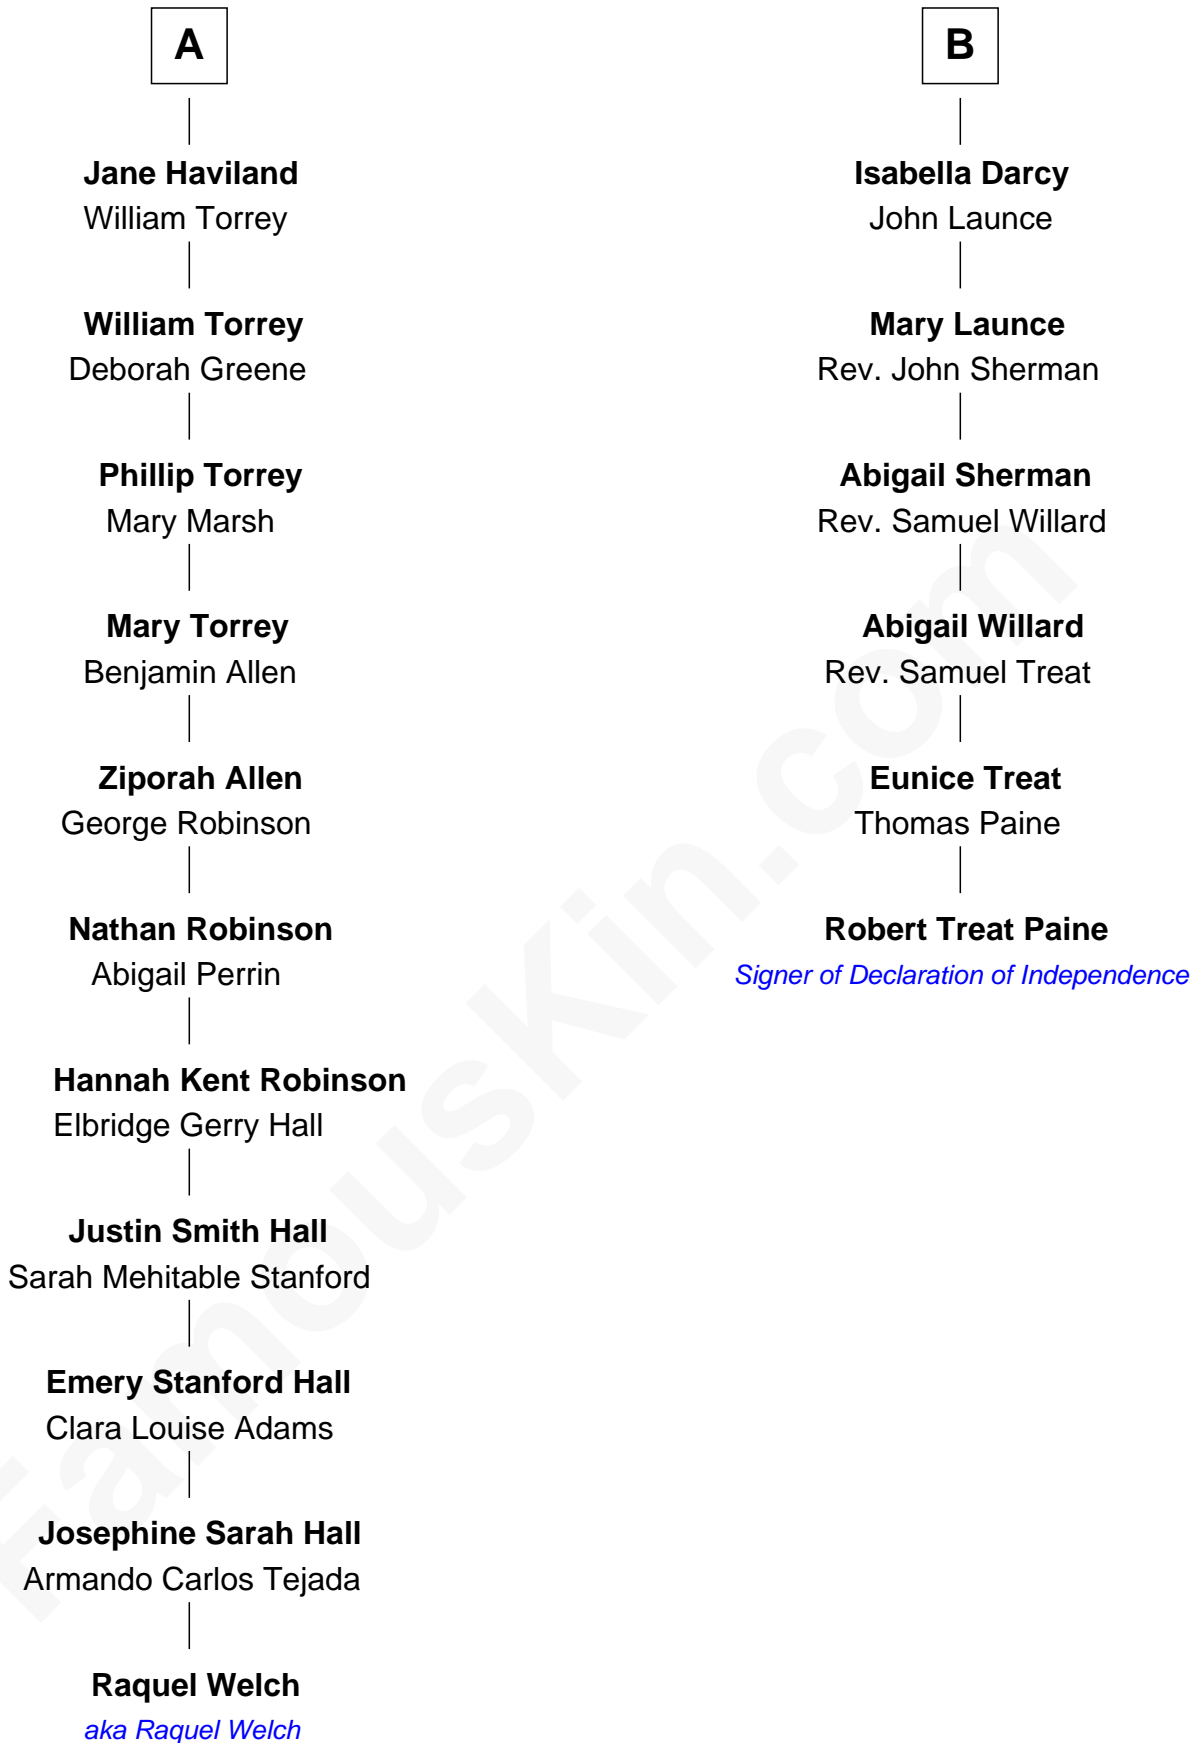 A
Jane Haviland
William Torrey
William Torrey
Deborah Greene
Phillip Torrey
Mary Marsh
Mary Torrey
Benjamin Allen
Ziporah Allen
George Robinson
Nathan Robinson
Abigail Perrin
Hannah Kent Robinson
Elbridge Gerry Hall
Justin Smith Hall
Sarah Mehitable Stanford
Emery Stanford Hall
Clara Louise Adams
Josephine Sarah Hall
Armando Carlos Tejada
Raquel Welch
aka Raquel Welch
B
Isabella Darcy
John Launce
Mary Launce
Rev. John Sherman
Abigail Sherman
Rev. Samuel Willard
Abigail Willard
Rev. Samuel Treat
Eunice Treat
Thomas Paine
Robert Treat Paine
Signer of Declaration of Independence
FamousKin.com